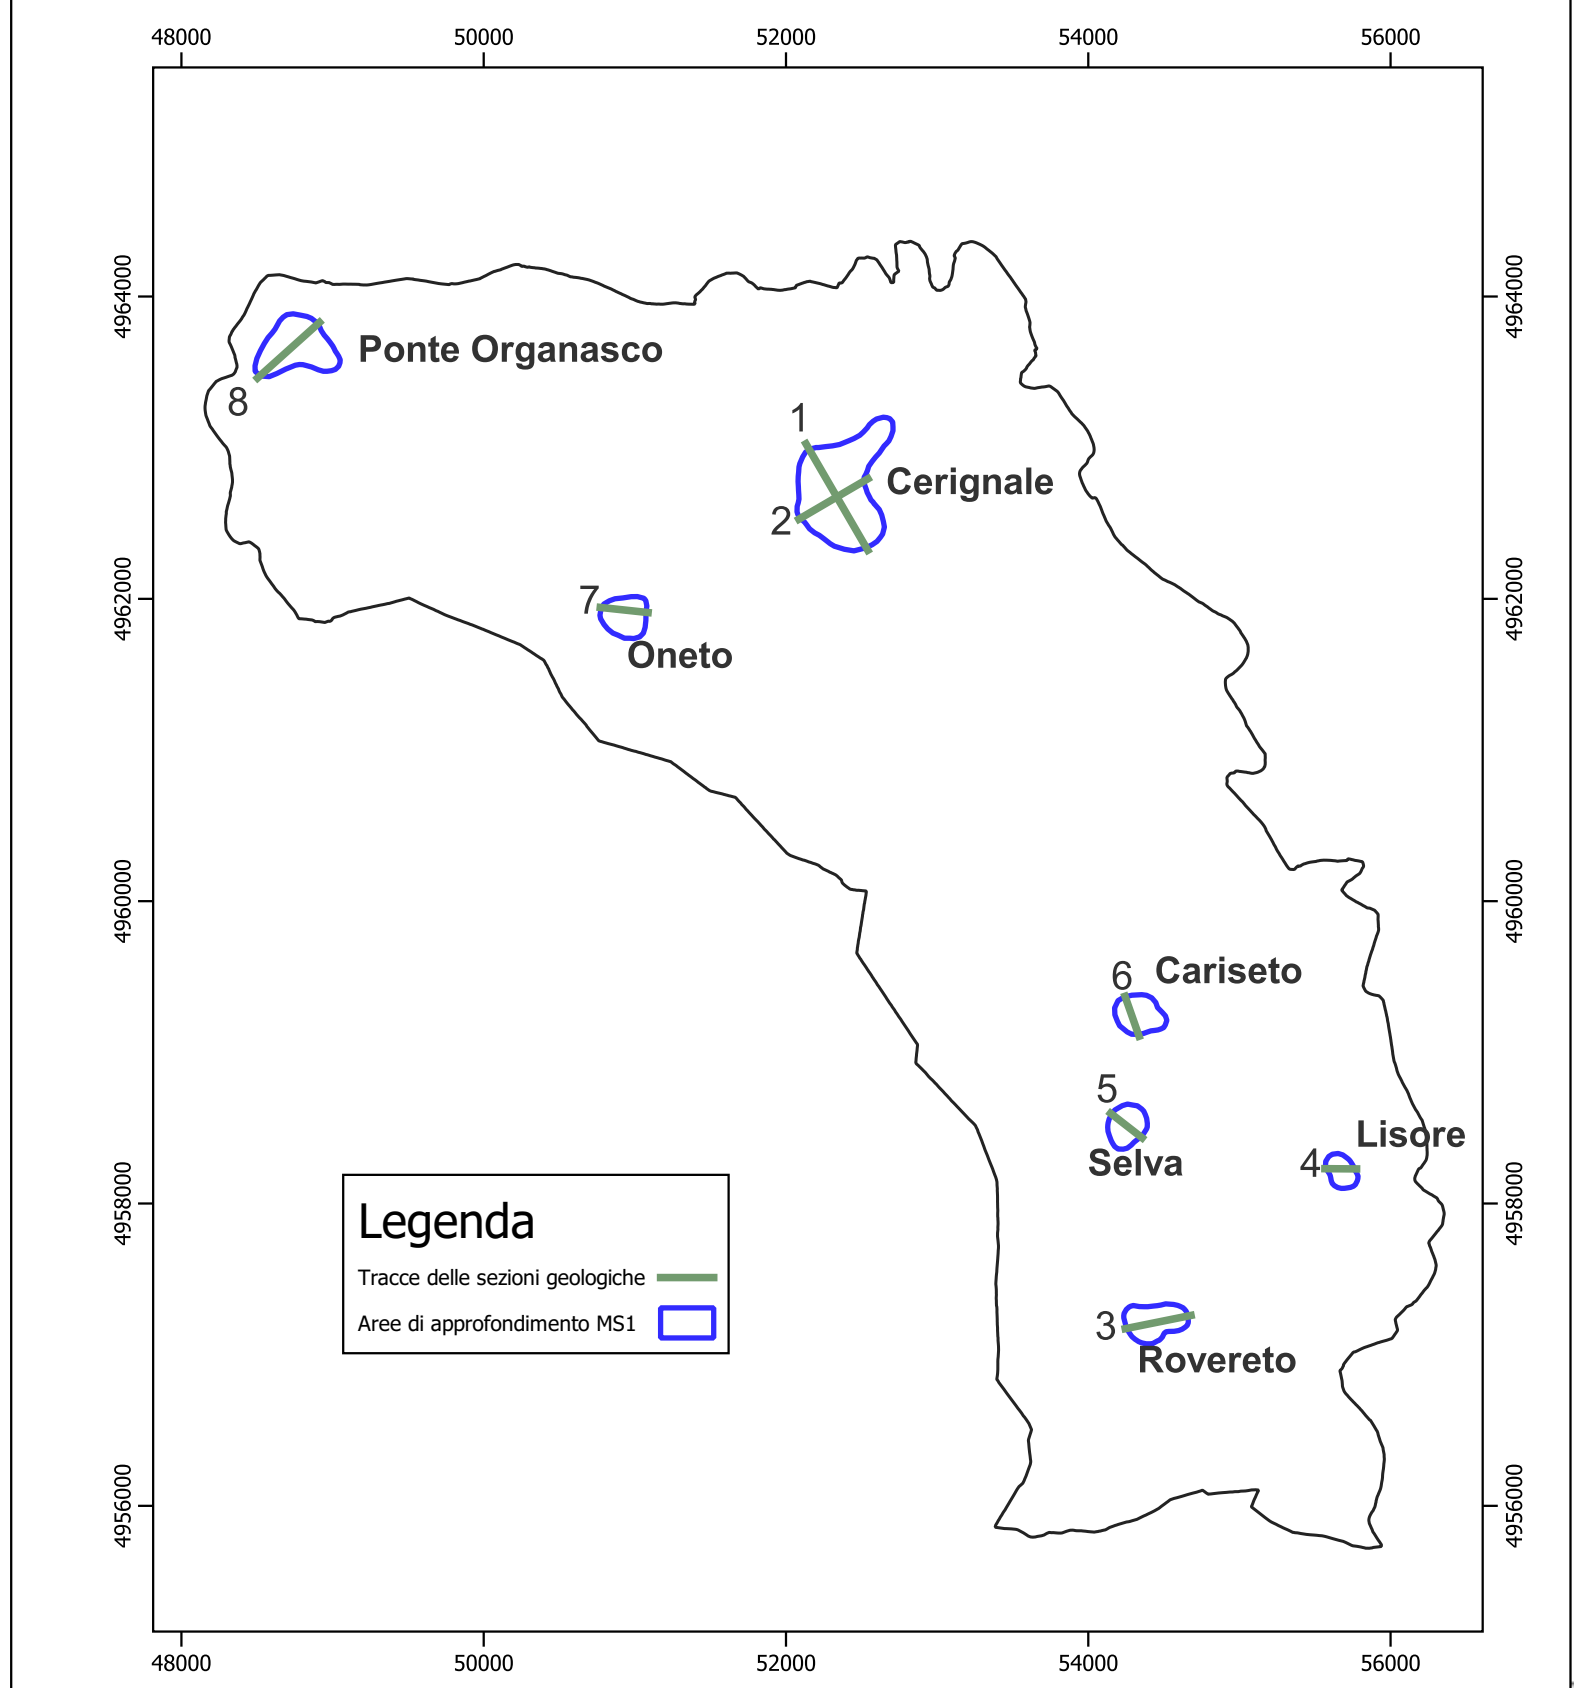 48000 50000 52000 54000 56000
4964000 4964000
Ponte Organasco
8
1
Cerignale
2
4962000 4962000
7
Oneto
4960000 4960000
6 Cariseto
5
Lisore
Selva
4
4958000 4958000
Legenda
Tracce delle sezioni geologiche
Aree di approfondimento MS1
3
Rovereto
4956000 4956000
48000 50000 52000 54000 56000